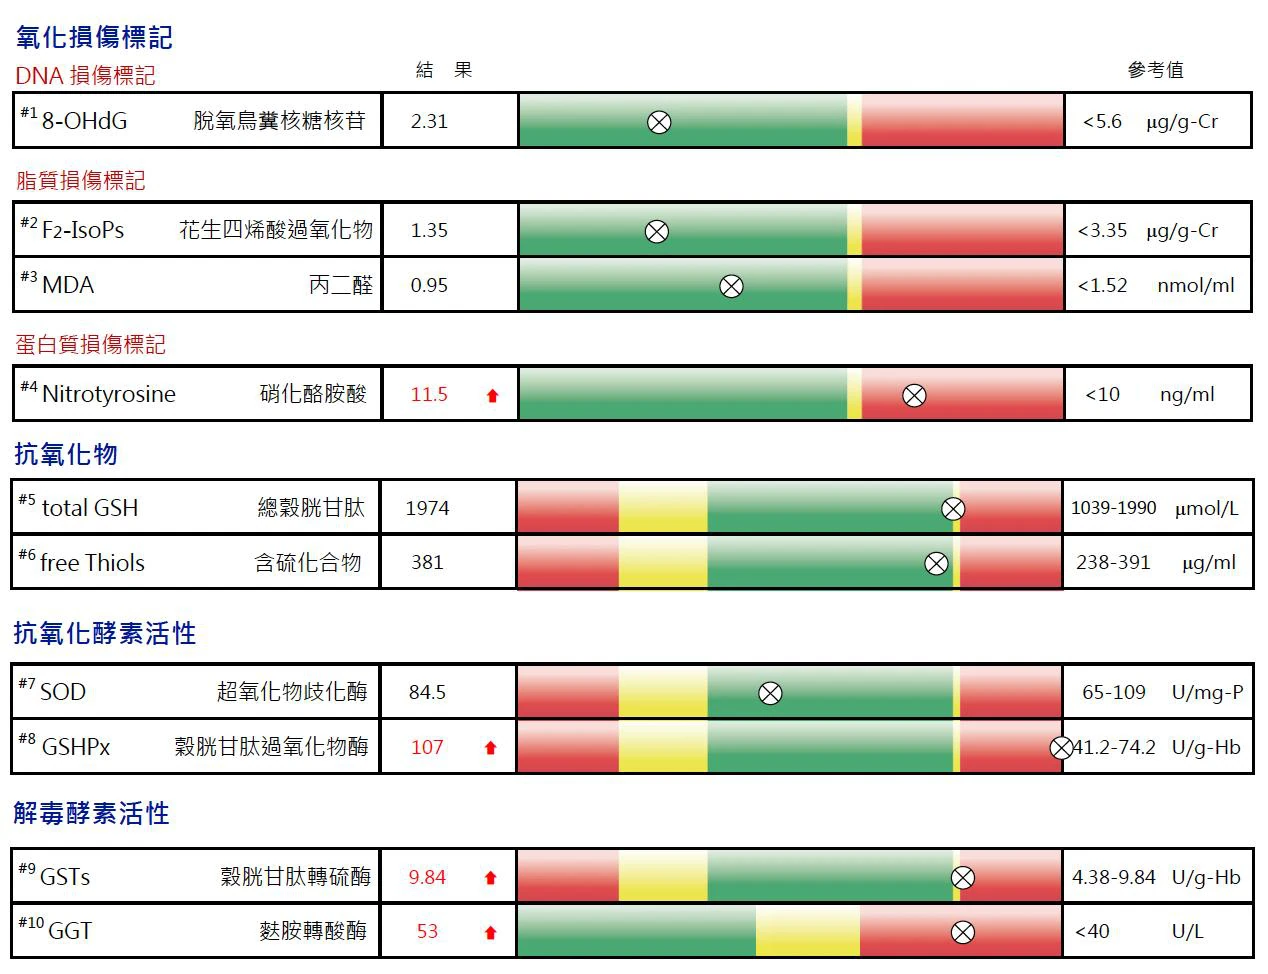 氧化損傷標記
DNA 損傷標記 結 果 參考值
#1 8-OHdG 脫氧鳥糞核糖核苷 2.31 <5.6 μg/g-Cr
脂質損傷標記
#2 F2-IsoPs 花生四烯酸過氧化物 1.35 <3.35 μg/g-Cr
#3 MDA 丙二醛 0.95 <1.52 nmol/ml
蛋白質損傷標記
#4 Nitrotyrosine 硝化酪胺酸 11.5 <10 ng/ml
抗氧化物
#5 total GSH 總穀胱甘肽 1974 1039-1990 μmol/L
#6 free Thiols 含硫化合物 381 238-391 μg/ml
抗氧化酵素活性
#7 SOD 超氧化物歧化酶 84.5 65-109 U/mg-P
#8 GSHPx 穀胱甘肽過氧化物酶 107 41.2-74.2 U/g-Hb
解毒酵素活性
#9 GSTs 穀胱甘肽轉硫酶 9.84 4.38-9.84 U/g-Hb
#10 GGT 麩胺轉酸酶 53 <40 U/L